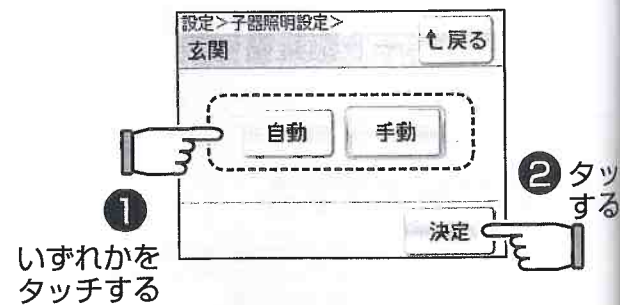 設定>子器照明設定>
玄関
戻る
自動
手動
❶
いずれかを
タッチする
❷ タッ
する
決定